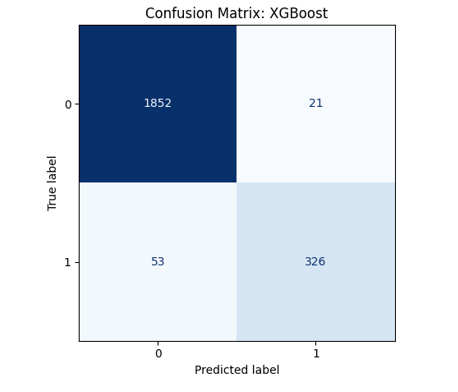 Confusion Matrix: XGBoost
0
1852
21
True label
1
53
326
0
1
Predicted label